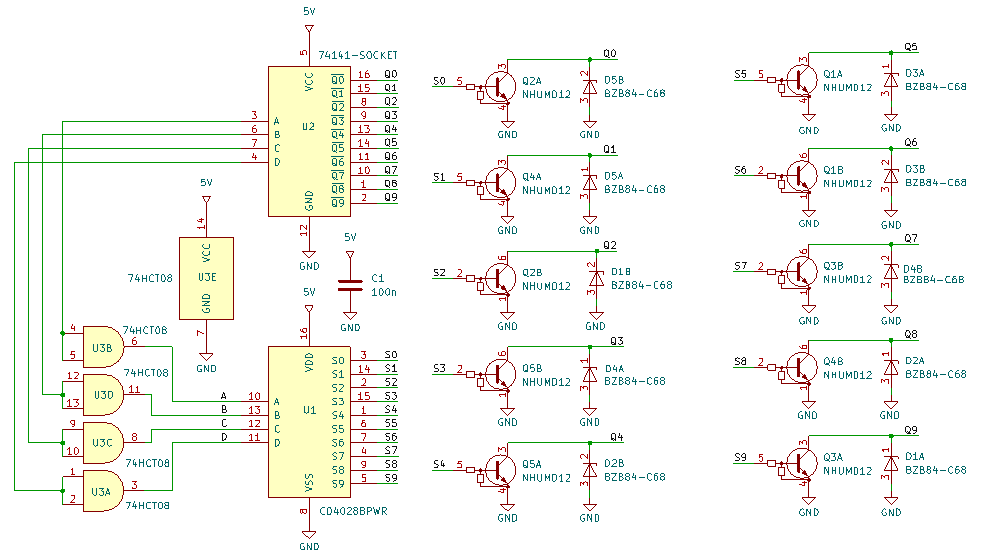 5V
5
74141-SOCKET
VCC
U2
GND
3 A
6 B
7 C
4 D
Q0 16 Q0
Q1 15 Q1
Q2 8 Q2
Q3 9 Q3
Q4 13 Q4
Q5 14 Q5
Q6 11 Q6
Q7 10 Q7
Q8 1 Q8
Q9 2 Q9
12
GND
5V
14
VCC
74HCT08 U3E
GND
7
GND
5V
C1
100n
GND
5V
16
VDD
U1
VSS
A 10 A
B 13 B
C 12 C
D 11 D
S0 3 S0
S1 14 S1
S2 2 S2
S3 15 S3
S4 1 S4
S5 6 S5
S6 7 S6
S7 4 S7
S8 9 S8
S9 5 S9
8
CD4028BPWR
GND
74HCT08
4
5
U3B 6
74HCT08
12
13
U3D 11
9
10
U3C 8
74HCT08
1
2
U3A 3
74HCT08
Q0
S0 5 3 4 Q2A
NHUMD12
GND
2 3 D5B
BZB84-C68
GND
Q1
S1 5 3 4 Q4A
NHUMD12
GND
1 3 D5A
BZB84-C68
GND
Q2
S2 2 6 1 Q2B
NHUMD12
GND
2 3 D1B
BZB84-C68
GND
Q3
S3 2 6 1 Q5B
NHUMD12
GND
1 3 D4A
BZB84-C68
GND
Q4
S4 5 3 4 Q5A
NHUMD12
GND
2 3 D2B
BZB84-C68
GND
Q5
S5 5 3 4 Q1A
NHUMD12
GND
1 3 D3A
BZB84-C68
GND
Q6
S6 2 6 1 Q1B
NHUMD12
GND
2 3 D3B
BZB84-C68
GND
Q7
S7 2 6 1 Q3B
NHUMD12
GND
2 3 D4B
BZB84-C68
GND
Q8
S8 2 6 1 Q4B
NHUMD12
GND
1 3 D2A
BZB84-C68
GND
Q9
S9 5 3 4 Q3A
NHUMD12
GND
1 3 D1A
BZB84-C68
GND